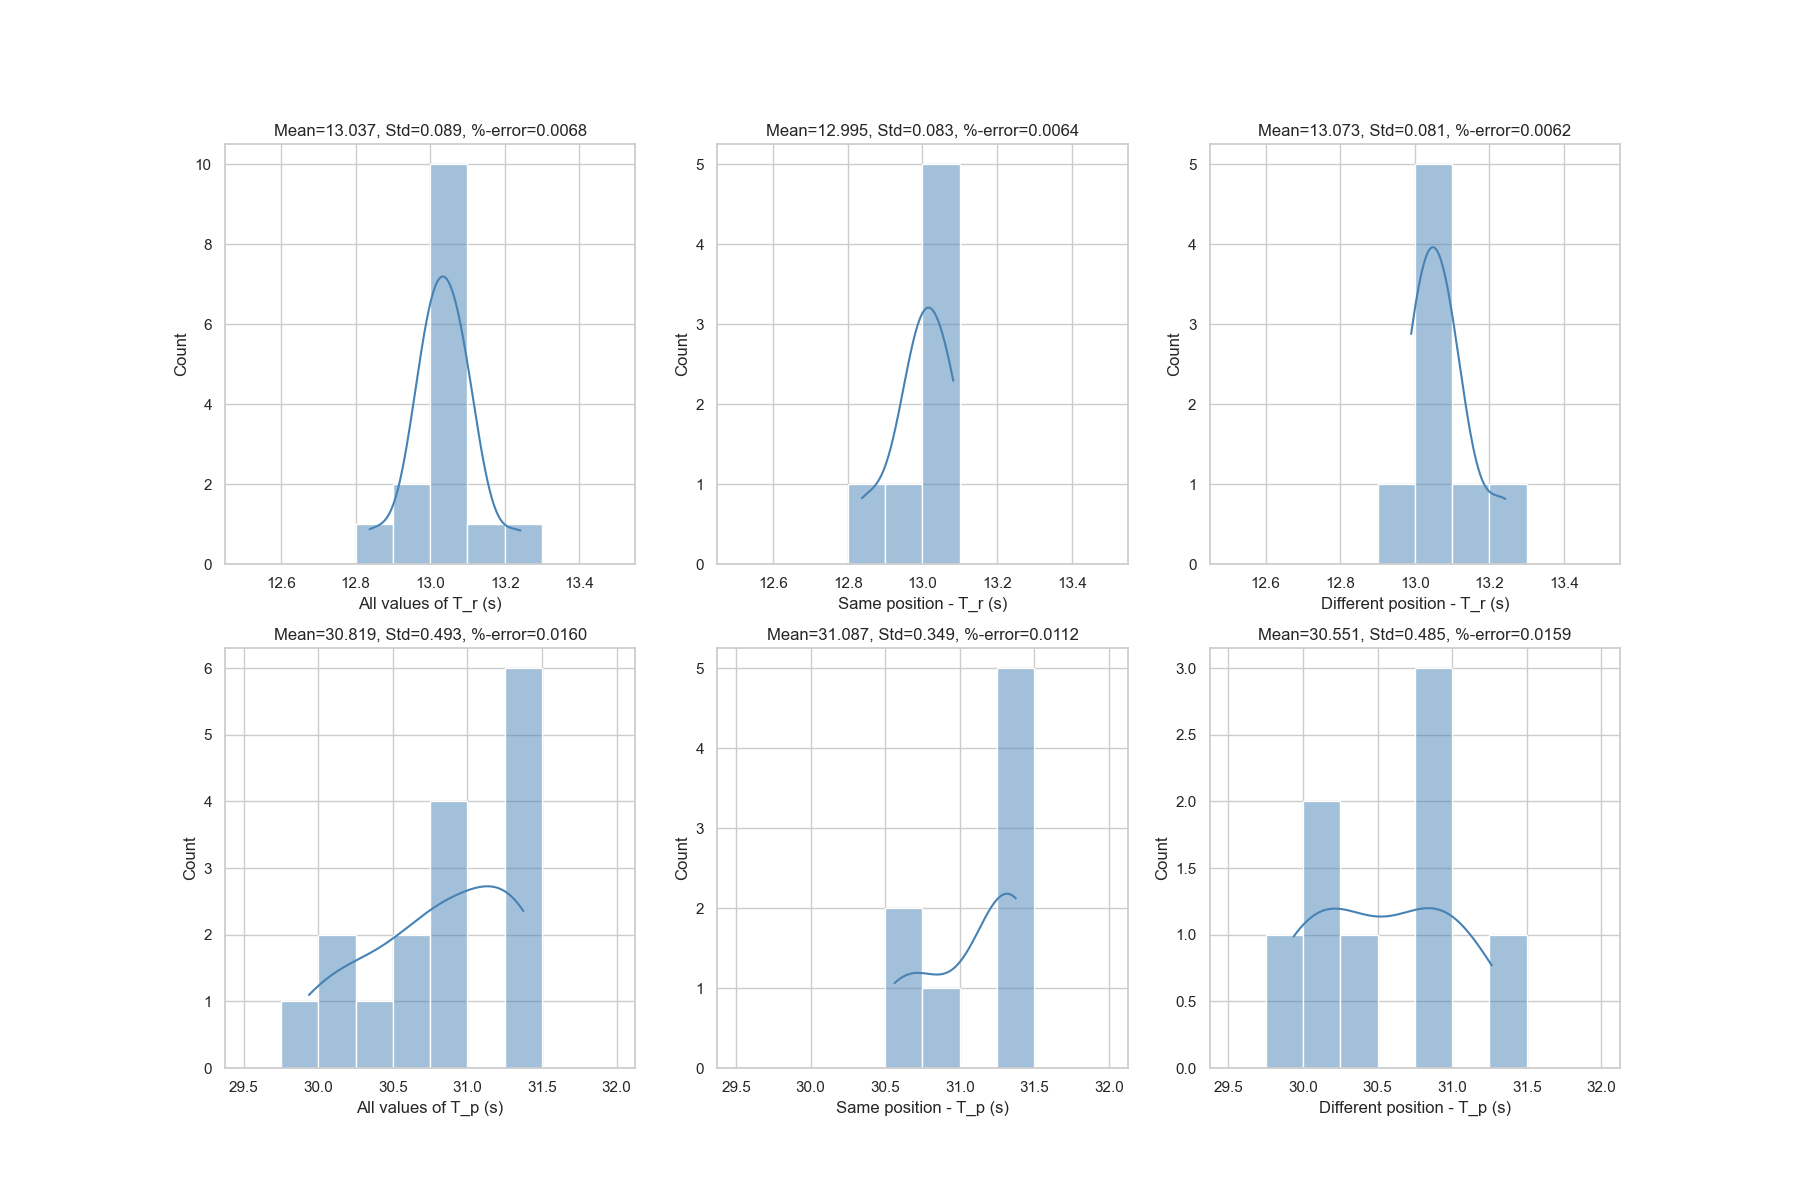 Mean=13.037, Std=0.089, %-error=0.0068
10
8
6
4
2
0
Count
12.6 12.8 13.0 13.2 13.4
All values of T_r (s)
Mean=12.995, Std=0.083, %-error=0.0064
5
4
3
2
1
0
Count
12.6 12.8 13.0 13.2 13.4
Same position - T_r (s)
Mean=13.073, Std=0.081, %-error=0.0062
5
4
3
2
1
0
Count
12.6 12.8 13.0 13.2 13.4
Different position - T_r (s)
Mean=30.819, Std=0.493, %-error=0.0160
6
5
4
3
2
1
0
Count
29.5 30.0 30.5 31.0 31.5 32.0
All values of T_p (s)
Mean=31.087, Std=0.349, %-error=0.0112
5
4
3
2
1
0
Count
29.5 30.0 30.5 31.0 31.5 32.0
Same position - T_p (s)
Mean=30.551, Std=0.485, %-error=0.0159
3.0
2.5
2.0
1.5
1.0
0.5
0.0
Count
29.5 30.0 30.5 31.0 31.5 32.0
Different position - T_p (s)